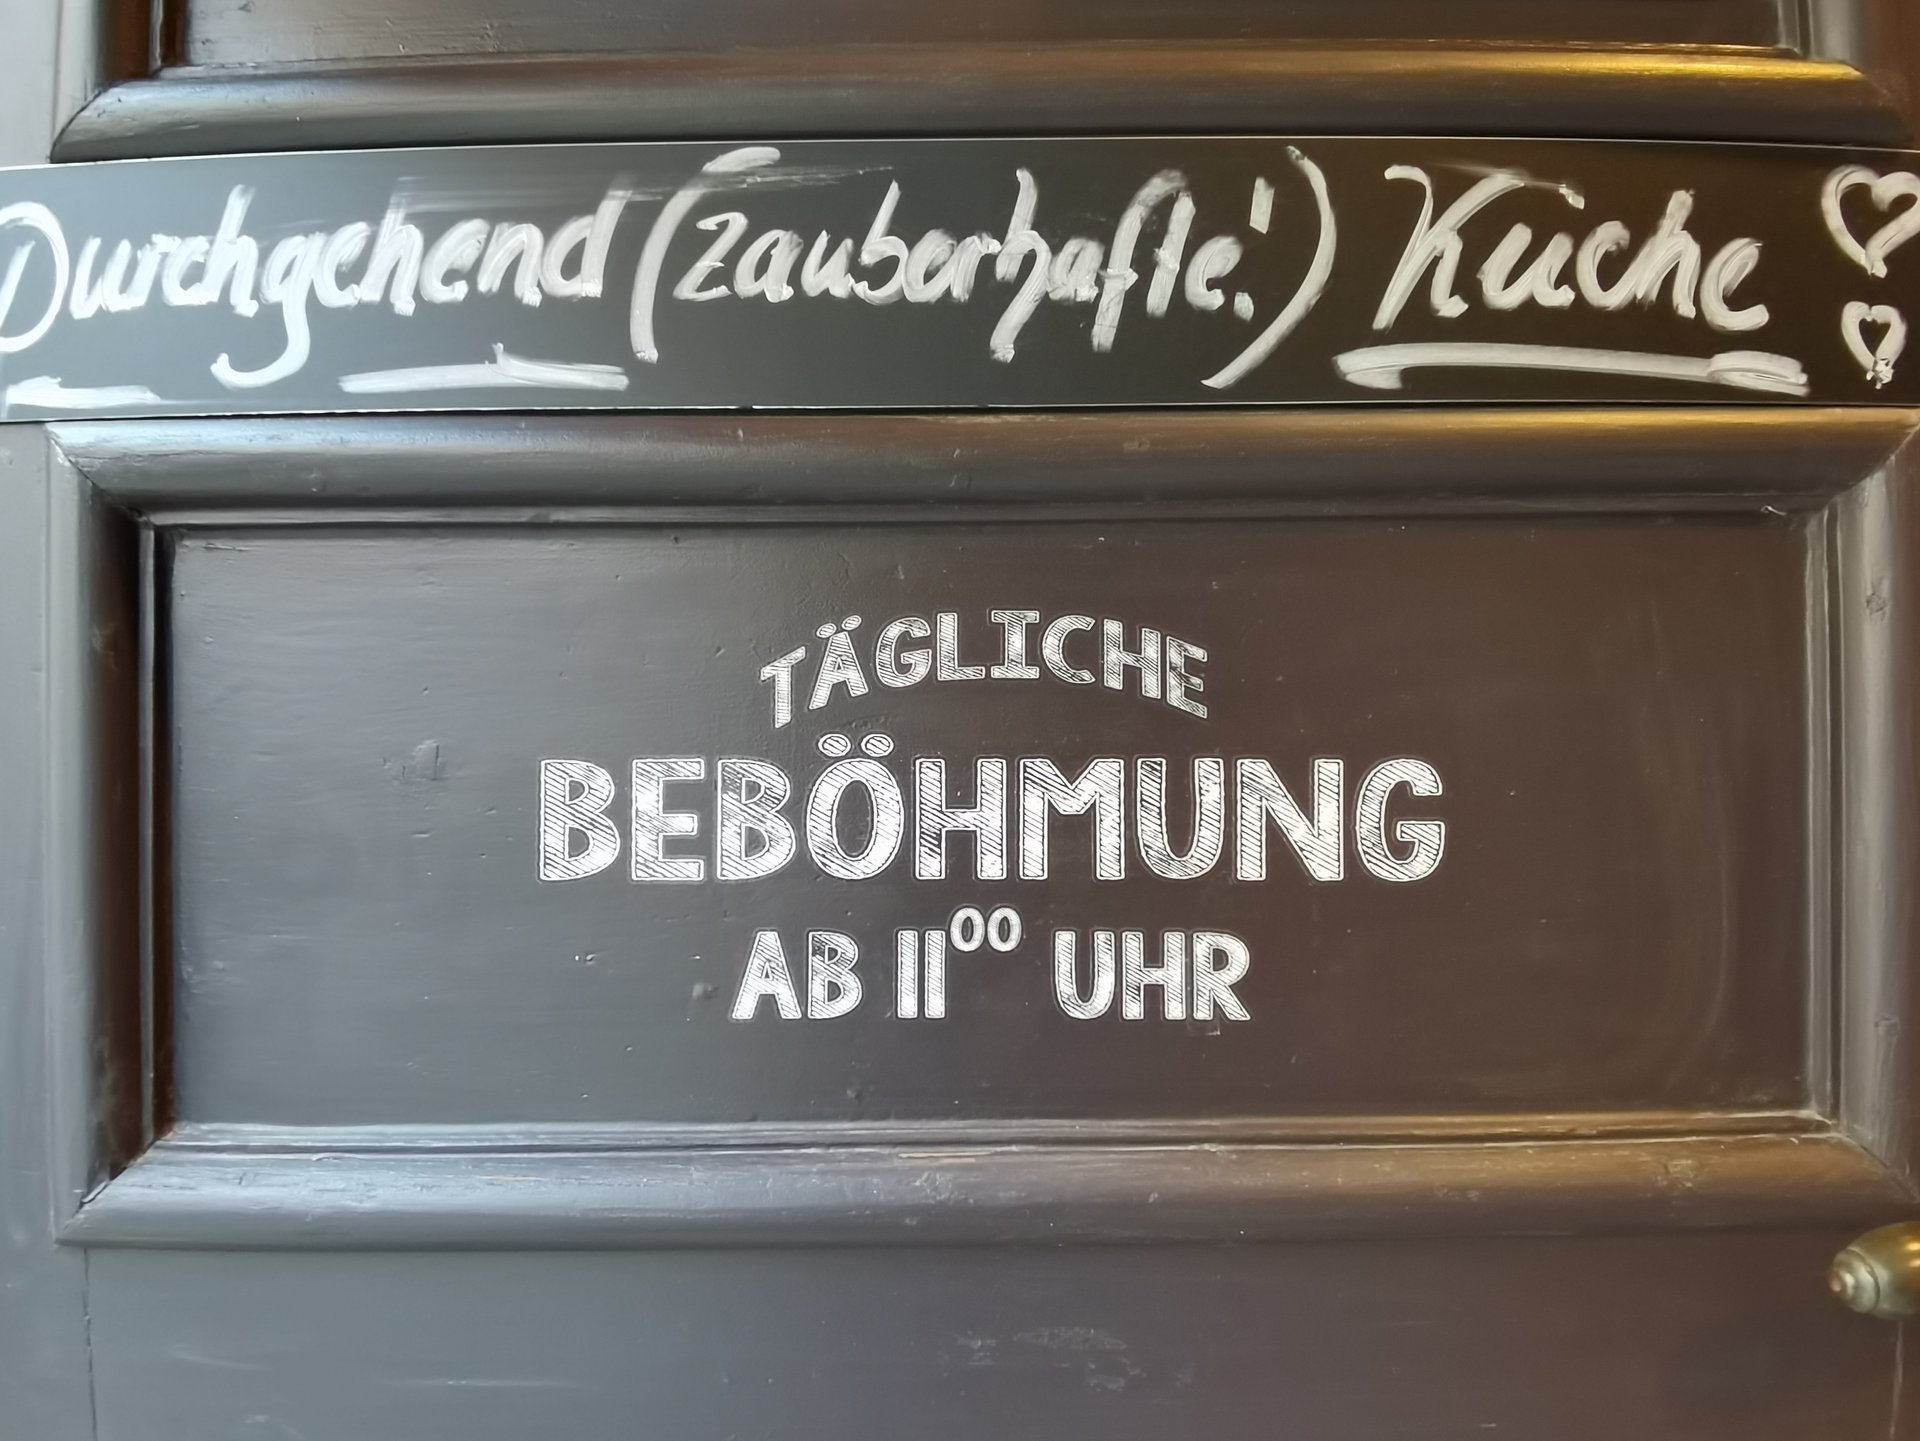 Durchgehend (zauberhafte!) Küche
TÄGLICHE
BEBÖHMUNG
AB 11⁰⁰ UHR